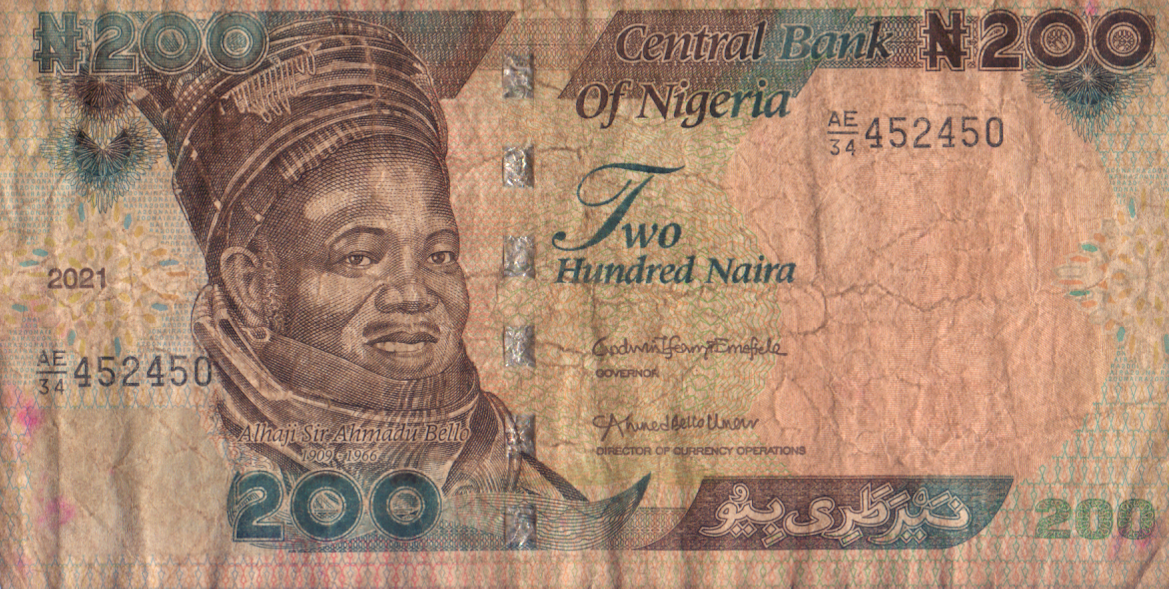 ₦200
Central Bank
Of Nigeria
₦200
AE/34 452450
Two
Hundred Naira
2021
AE/34 452450
Godwin Ifeanyi Emefiele
GOVERNOR
Ahmed Bello Umar
DIRECTOR OF CURRENCY OPERATIONS
Alhaji Sir Ahmadu Bello
1909 - 1966
200
نَيْرَ طَرِى بِيُو
200